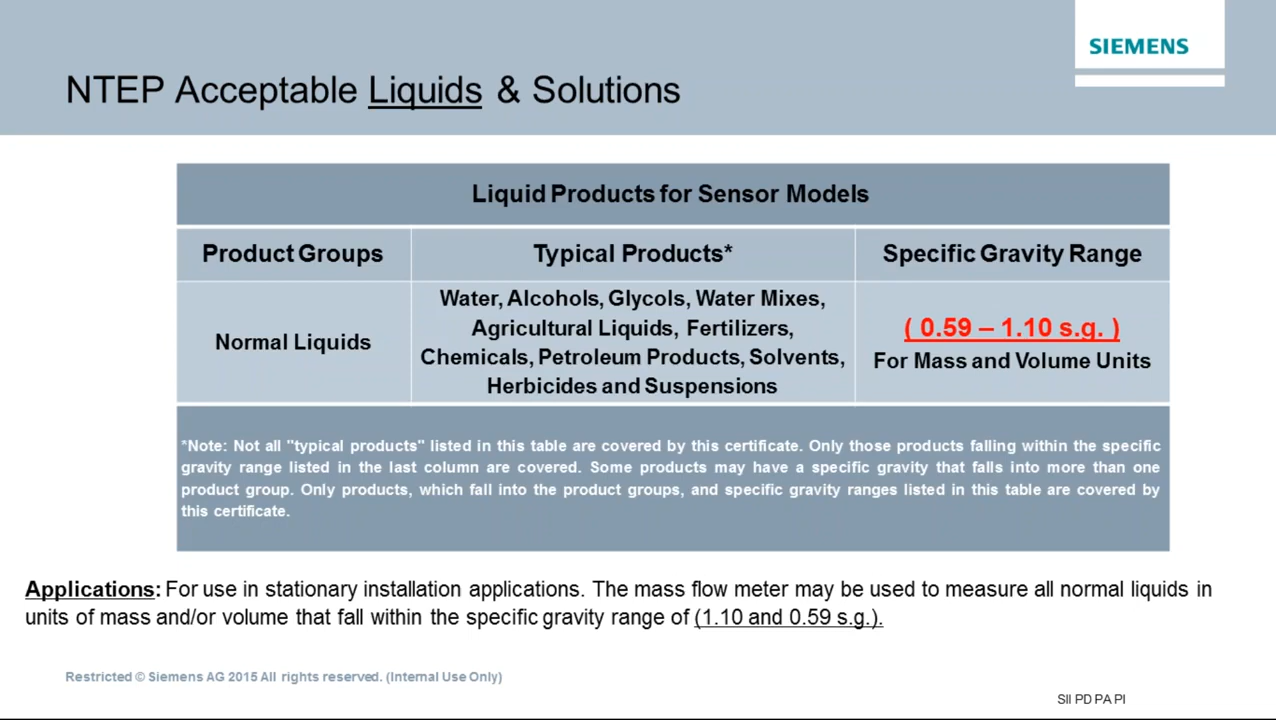 SIEMENS
NTEP Acceptable Liquids & Solutions
Liquid Products for Sensor Models
Product Groups
Typical Products*
Specific Gravity Range
Normal Liquids
Water, Alcohols, Glycols, Water Mixes,
Agricultural Liquids, Fertilizers,
Chemicals, Petroleum Products, Solvents,
Herbicides and Suspensions
( 0.59 – 1.10 s.g. )
For Mass and Volume Units
*Note: Not all "typical products" listed in this table are covered by this certificate. Only those products falling within the specific
gravity range listed in the last column are covered. Some products may have a specific gravity that falls into more than one
product group. Only products, which fall into the product groups, and specific gravity ranges listed in this table are covered by
this certificate.
Applications: For use in stationary installation applications. The mass flow meter may be used to measure all normal liquids in
units of mass and/or volume that fall within the specific gravity range of (1.10 and 0.59 s.g.).
Restricted © Siemens AG 2015 All rights reserved. (Internal Use Only)
SII PD PA PI